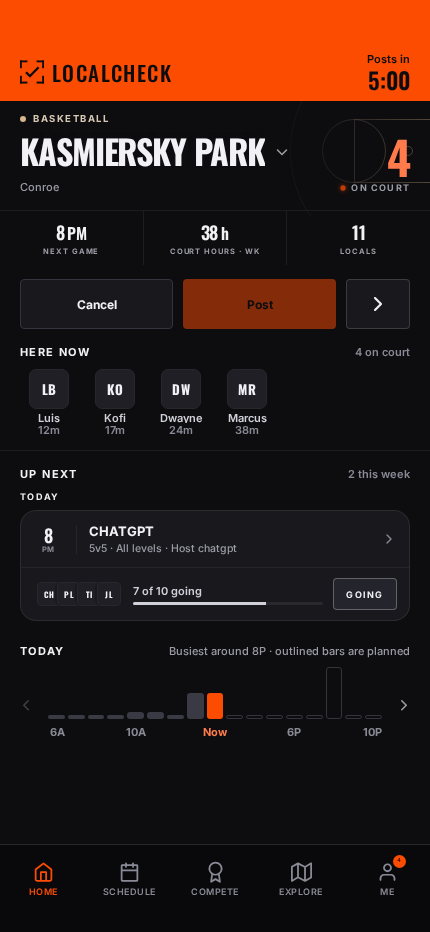 LOCALCHECK
Posts in
5:00
BASKETBALL
KASMIERSKY PARK
4
Conroe
ON COURT
8 PM
38 h
11
NEXT GAME
COURT HOURS · WK
LOCALS
Cancel
Post
HERE NOW
4 on court
LB
KO
DW
MR
Luis
Kofi
Dwayne
Marcus
12m
17m
24m
38m
UP NEXT
2 this week
TODAY
8
PM
CHATGPT
5v5 · All levels · Host chatgpt
CH
PL
TI
JL
7 of 10 going
GOING
TODAY
Busiest around 8P · outlined bars are planned
6A
10A
Now
6P
10P
HOME
SCHEDULE
COMPETE
EXPLORE
ME